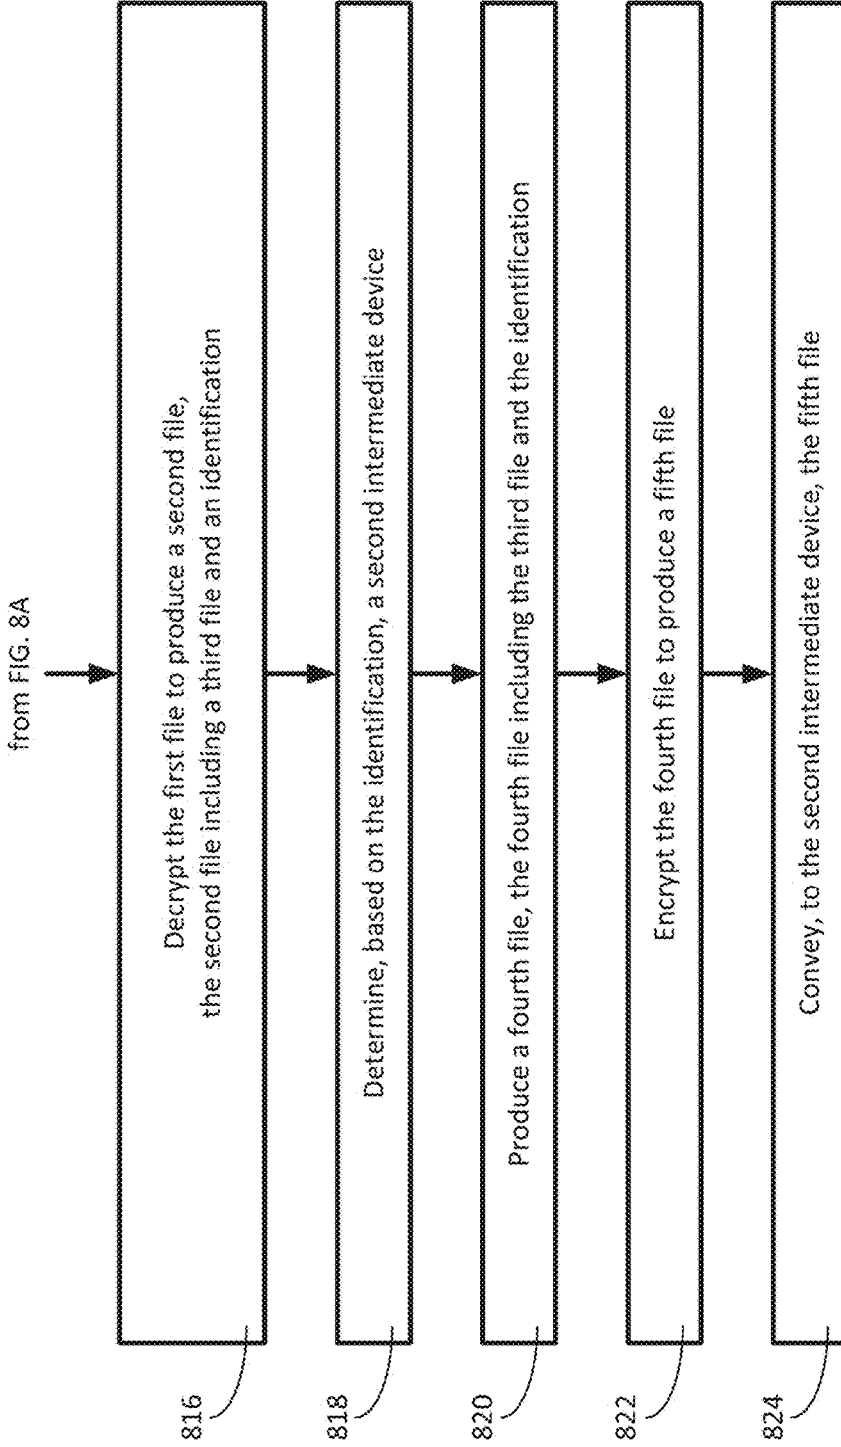 from FIG. 8A
816
Decrypt the first file to produce a second file,
the second file including a third file and an identification
818
Determine, based on the identification, a second intermediate device
820
Produce a fourth file, the fourth file including the third file and the identification
822
Encrypt the fourth file to produce a fifth file
824
Convey, to the second intermediate device, the fifth file